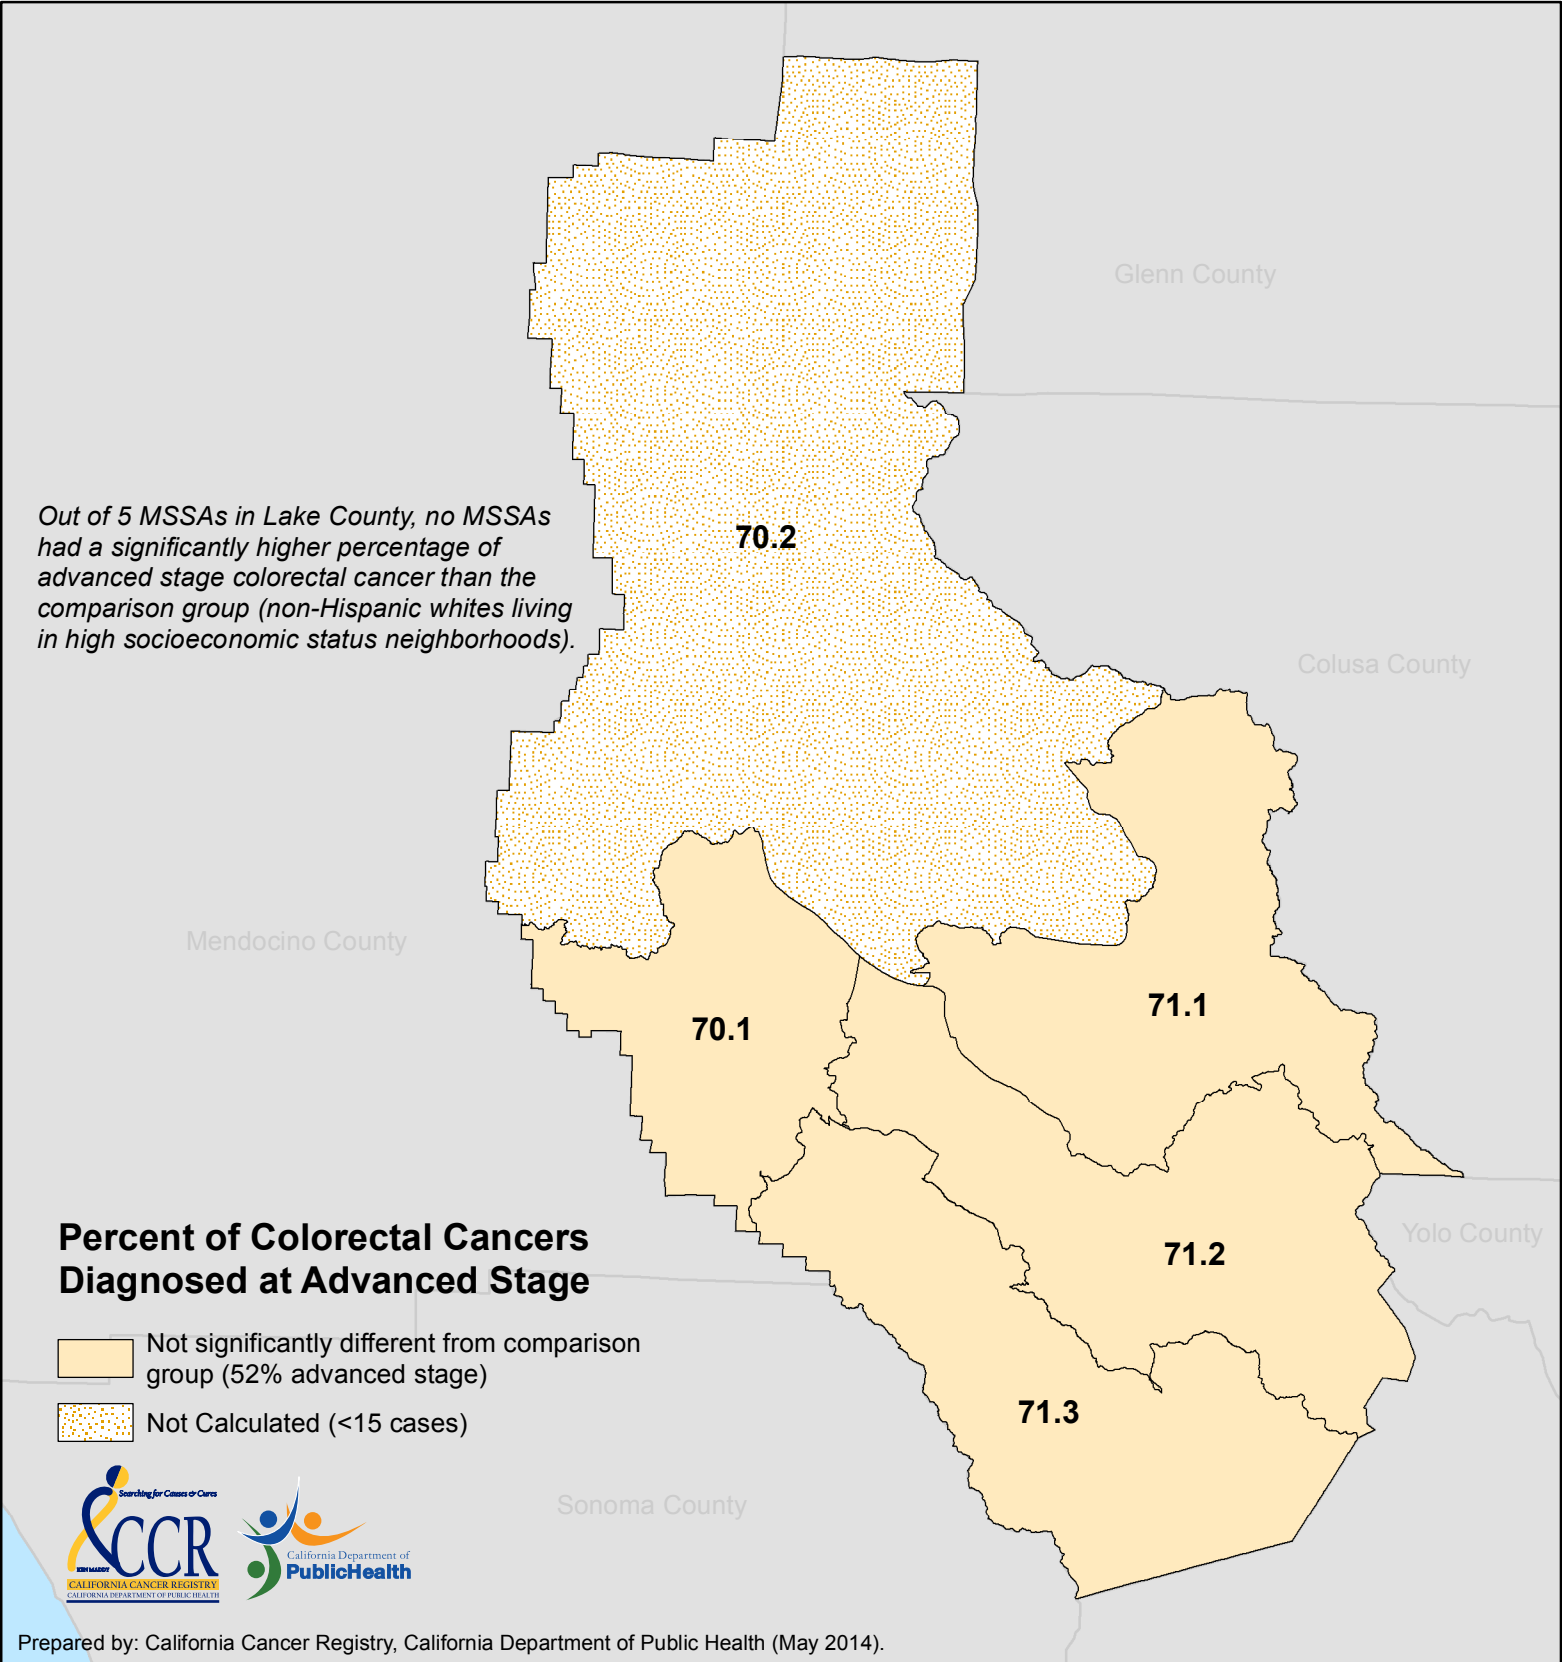 Glenn County
Out of 5 MSSAs in Lake County, no MSSAs
had a significantly higher percentage of
advanced stage colorectal cancer than the
comparison group (non-Hispanic whites living
in high socioeconomic status neighborhoods).
70.2
Colusa County
Mendocino County
71.1
70.1
Percent of Colorectal Cancers
Diagnosed at Advanced Stage
Yolo County
71.2
Not significantly different from comparison
group (52% advanced stage)
Not Calculated (<15 cases)
71.3
Sonoma County
Searching for Causes & Cures
KEN MADDY
CCR
CALIFORNIA CANCER REGISTRY
CALIFORNIA DEPARTMENT OF PUBLIC HEALTH
California Department of
PublicHealth
Prepared by: California Cancer Registry, California Department of Public Health (May 2014).